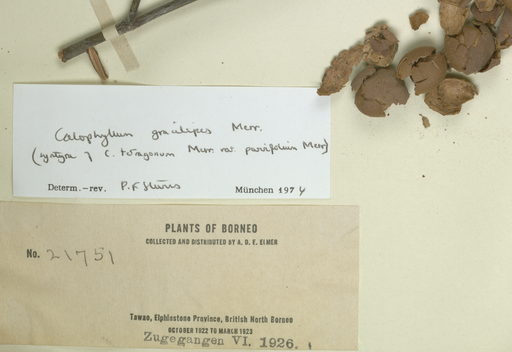 Calophyllum gracilipes Merr.
(syntype of C. tetragonum Merr. var. parvifolium Merr)
Determ.–rev. P.F Stevens München 1974
PLANTS OF BORNEO
COLLECTED AND DISTRIBUTED BY A. D. E. ELMER
No. 21751
Tawao, Elphinstone Province, British North Borneo
OCTOBER 1922 TO MARCH 1923
Zugegangen VI. 1926.